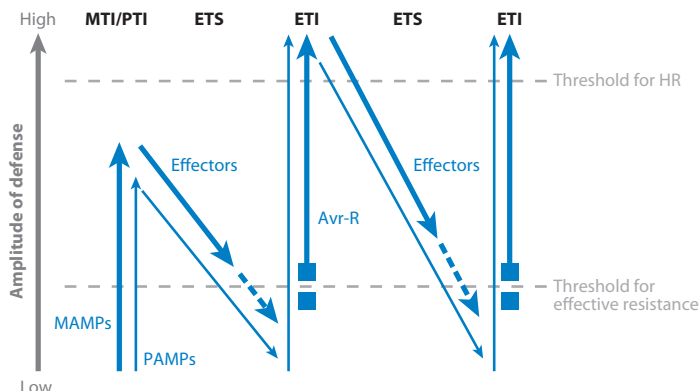 High MTI/PTI ETS ETI ETS ETI
Threshold for HR
Effectors Effectors
Amplitude of defense
Avr-R
Threshold for
effective resistance
MAMPs
PAMPs
Low